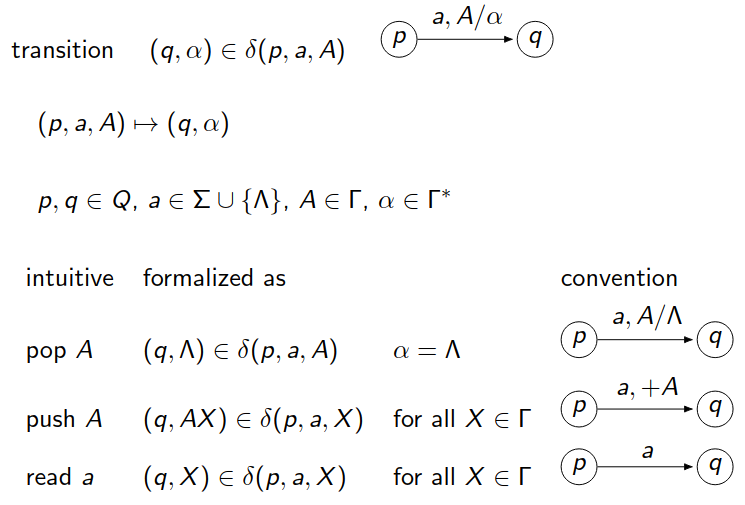 transition (q, α) ∈ δ(p, a, A) p a, A/α q
(p, a, A) ↦ (q, α)
p, q ∈ Q, a ∈ Σ ∪ {Λ}, A ∈ Γ, α ∈ Γ*
intuitive formalized as convention
pop A (q, Λ) ∈ δ(p, a, A) α = Λ p a, A/Λ q
push A (q, AX) ∈ δ(p, a, X) for all X ∈ Γ p a, +A q
read a (q, X) ∈ δ(p, a, X) for all X ∈ Γ p a q